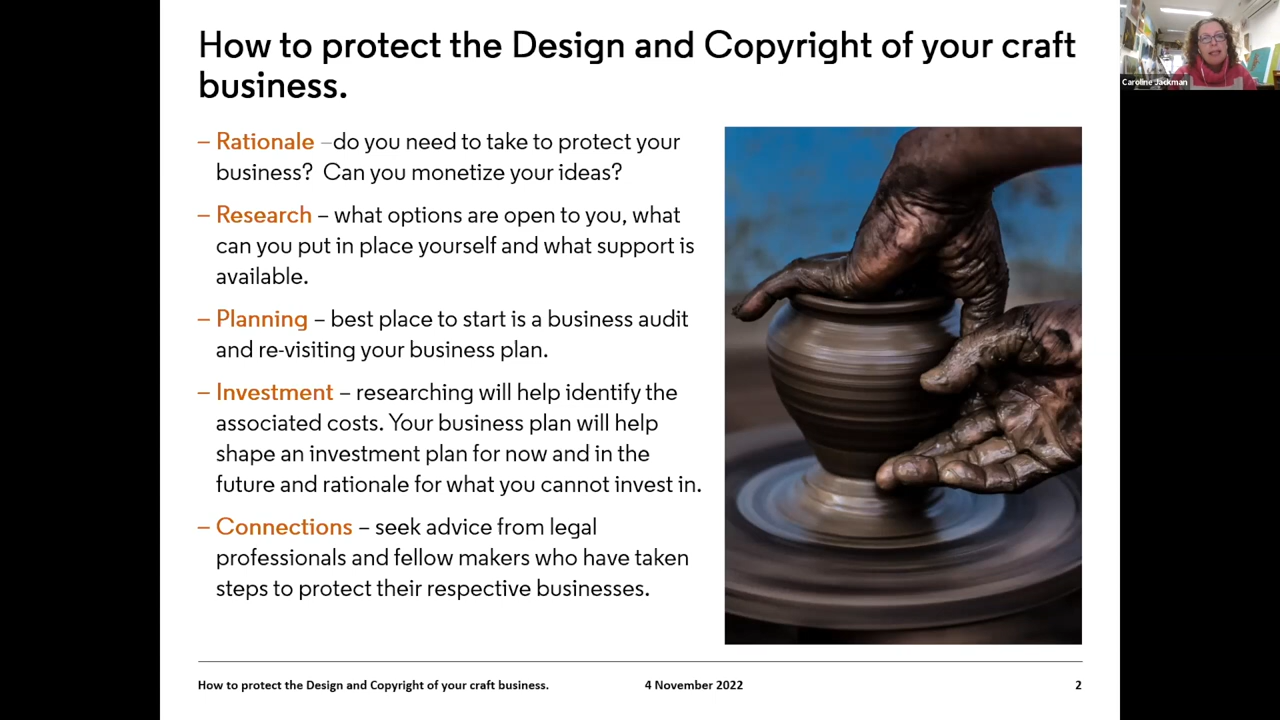 How to protect the Design and Copyright of your craft
business.
– Rationale –do you need to take to protect your
business?  Can you monetize your ideas?
– Research – what options are open to you, what
can you put in place yourself and what support is
available.
– Planning – best place to start is a business audit
and re-visiting your business plan.
– Investment – researching will help identify the
associated costs. Your business plan will help
shape an investment plan for now and in the
future and rationale for what you cannot invest in.
– Connections – seek advice from legal
professionals and fellow makers who have taken
steps to protect their respective businesses.
How to protect the Design and Copyright of your craft business.
4 November 2022
2
Caroline Jackman